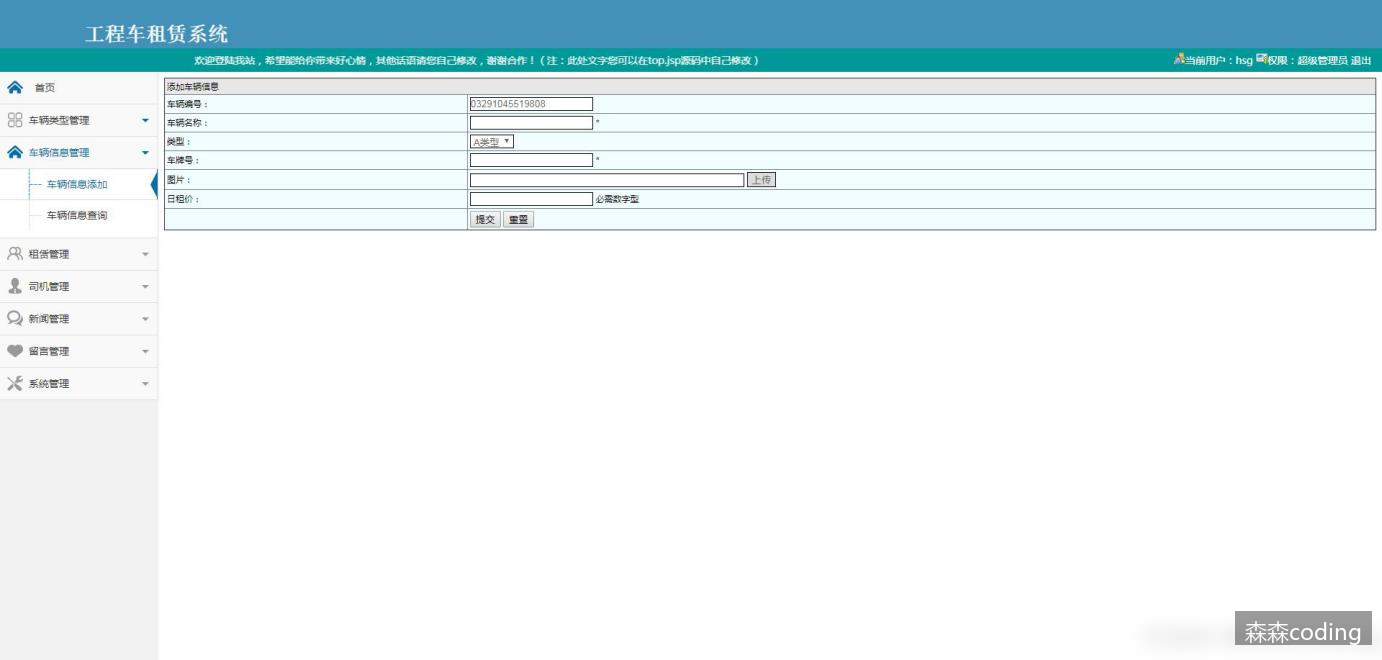 工程车租赁系统
欢迎登陆我站，希望能给你带来好心情，其他话语请您自己修改，谢谢合作！（注：此处文字您可以在top.jsp源码中自己修改）
当前用户：hsg 权限：超级管理员 退出
首页
车辆类型管理
车辆信息管理
车辆信息添加
车辆信息查询
租赁管理
司机管理
新闻管理
留言管理
系统管理
添加车辆信息
车辆编号： 03291045519808
车辆名称： *
类型： A类型
车牌号： *
图片： 上传
日租价： 必需数字型
提交 重置
森森coding